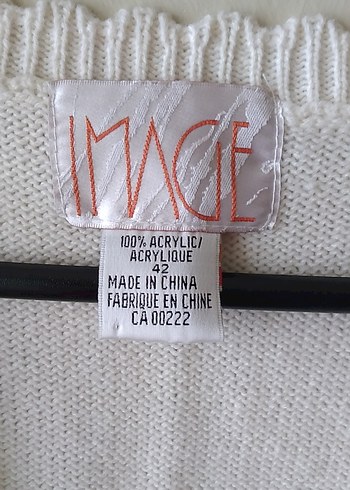 IMAGE
100% ACRYLIC/
ACRYLIQUE
42
MADE IN CHINA
FABRIQUE EN CHINE
CA 00222